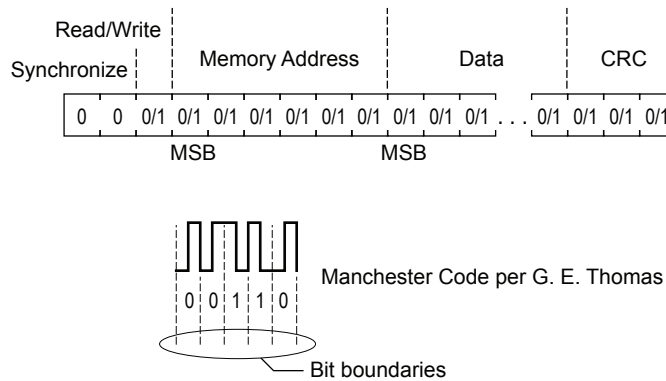 Read/Write
Synchronize Memory Address Data CRC
0 0 0/1 0/1 0/1 0/1 0/1 0/1 0/1 0/1 0/1 0/1 . . . 0/1 0/1 0/1 0/1
MSB MSB
Manchester Code per G. E. Thomas
0 0 1 1 0
Bit boundaries